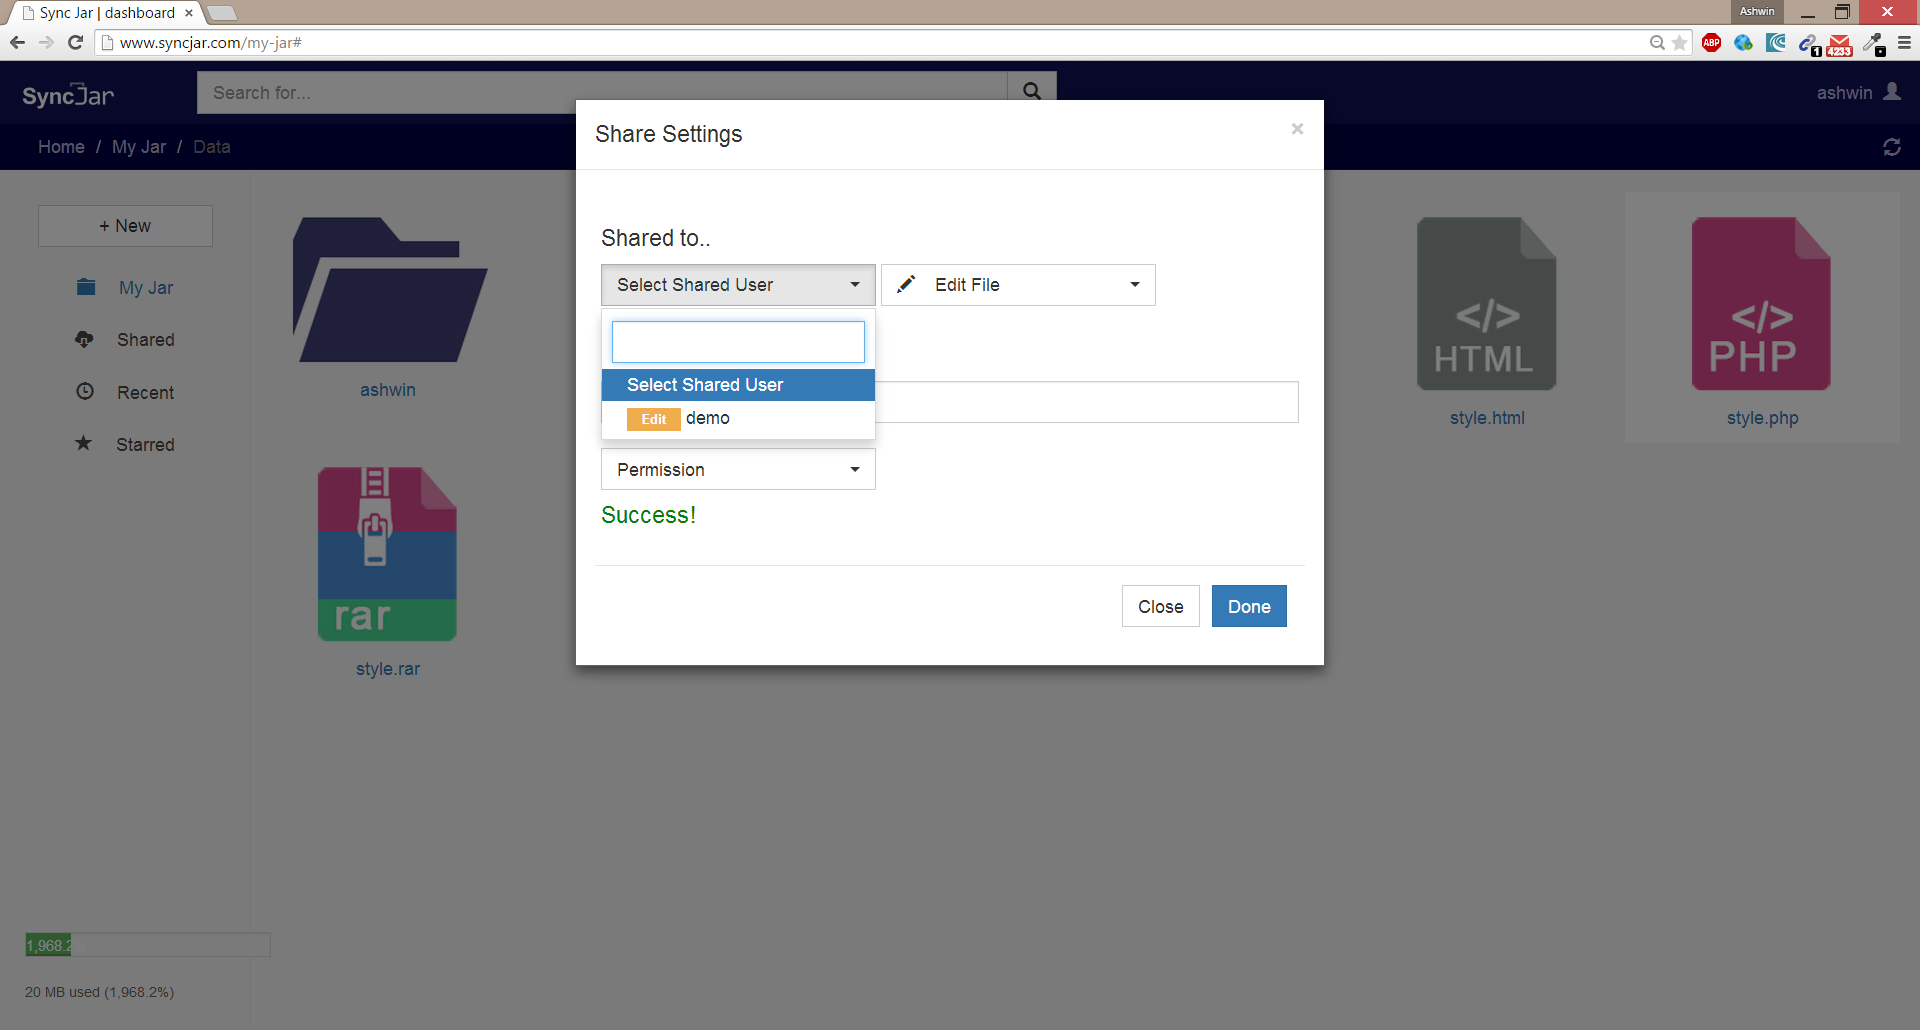 Sync Jar | dashboard
Ashwin
www.syncjar.com/my-jar#
ABP
1
4233
SyncJar
Search for...
ashwin
Home / My Jar / Data
Share Settings
×
+ New
My Jar
Shared
Recent
Starred
Shared to..
Select Shared User
Edit File
Select Shared User
Edit demo
Permission
Success!
Close
Done
ashwin
</>
HTML
style.html
</>
PHP
style.php
rar
style.rar
1,968.2%
20 MB used (1,968.2%)